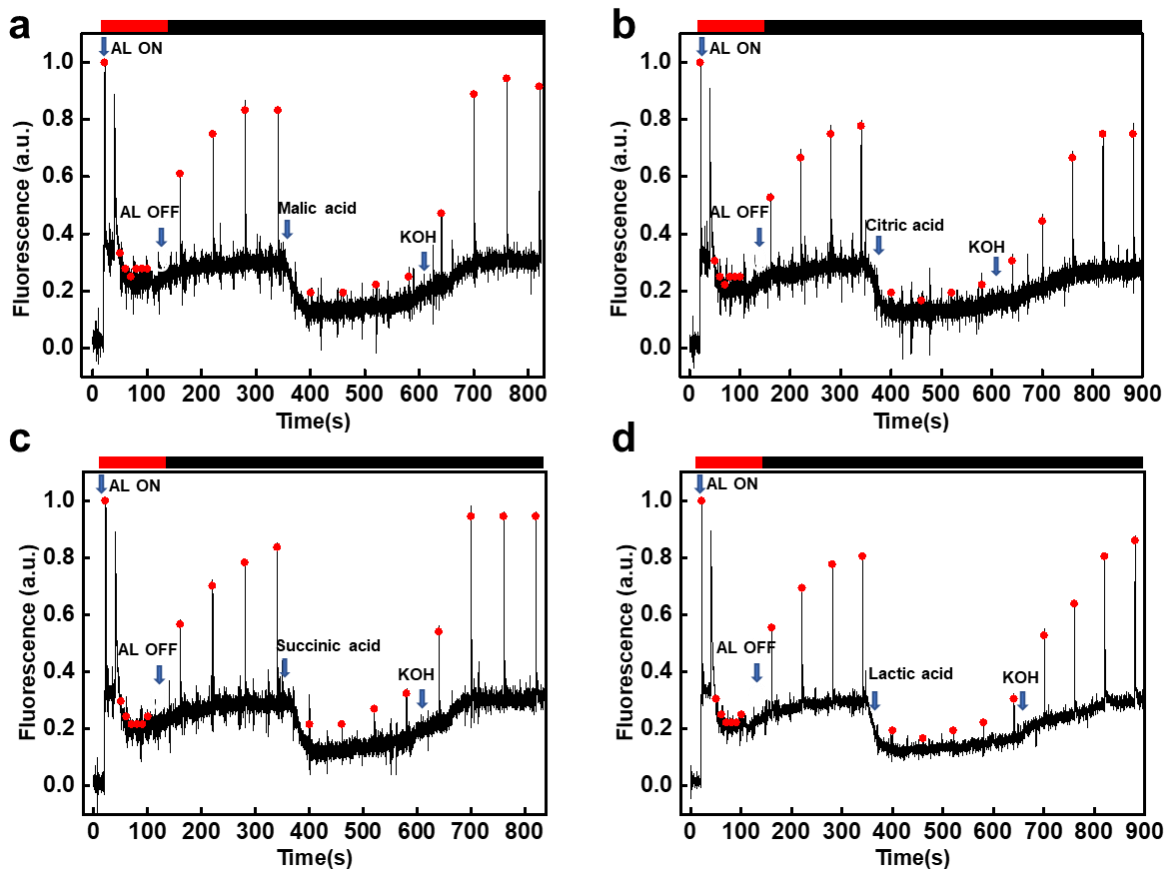 a
AL ON
1.0
0.8
0.6
0.4
0.2
0.0
Fluorescence (a.u.)
AL OFF
Malic acid
KOH
0 100 200 300 400 500 600 700 800
Time(s)
b
AL ON
1.0
0.8
0.6
0.4
0.2
0.0
Fluorescence (a.u.)
AL OFF
Citric acid
KOH
0 100 200 300 400 500 600 700 800 900
Time(s)
c
AL ON
1.0
0.8
0.6
0.4
0.2
0.0
Fluorescence (a.u.)
AL OFF
Succinic acid
KOH
0 100 200 300 400 500 600 700 800
Time(s)
d
AL ON
1.0
0.8
0.6
0.4
0.2
0.0
Fluorescence (a.u.)
AL OFF
Lactic acid
KOH
0 100 200 300 400 500 600 700 800 900
Time(s)